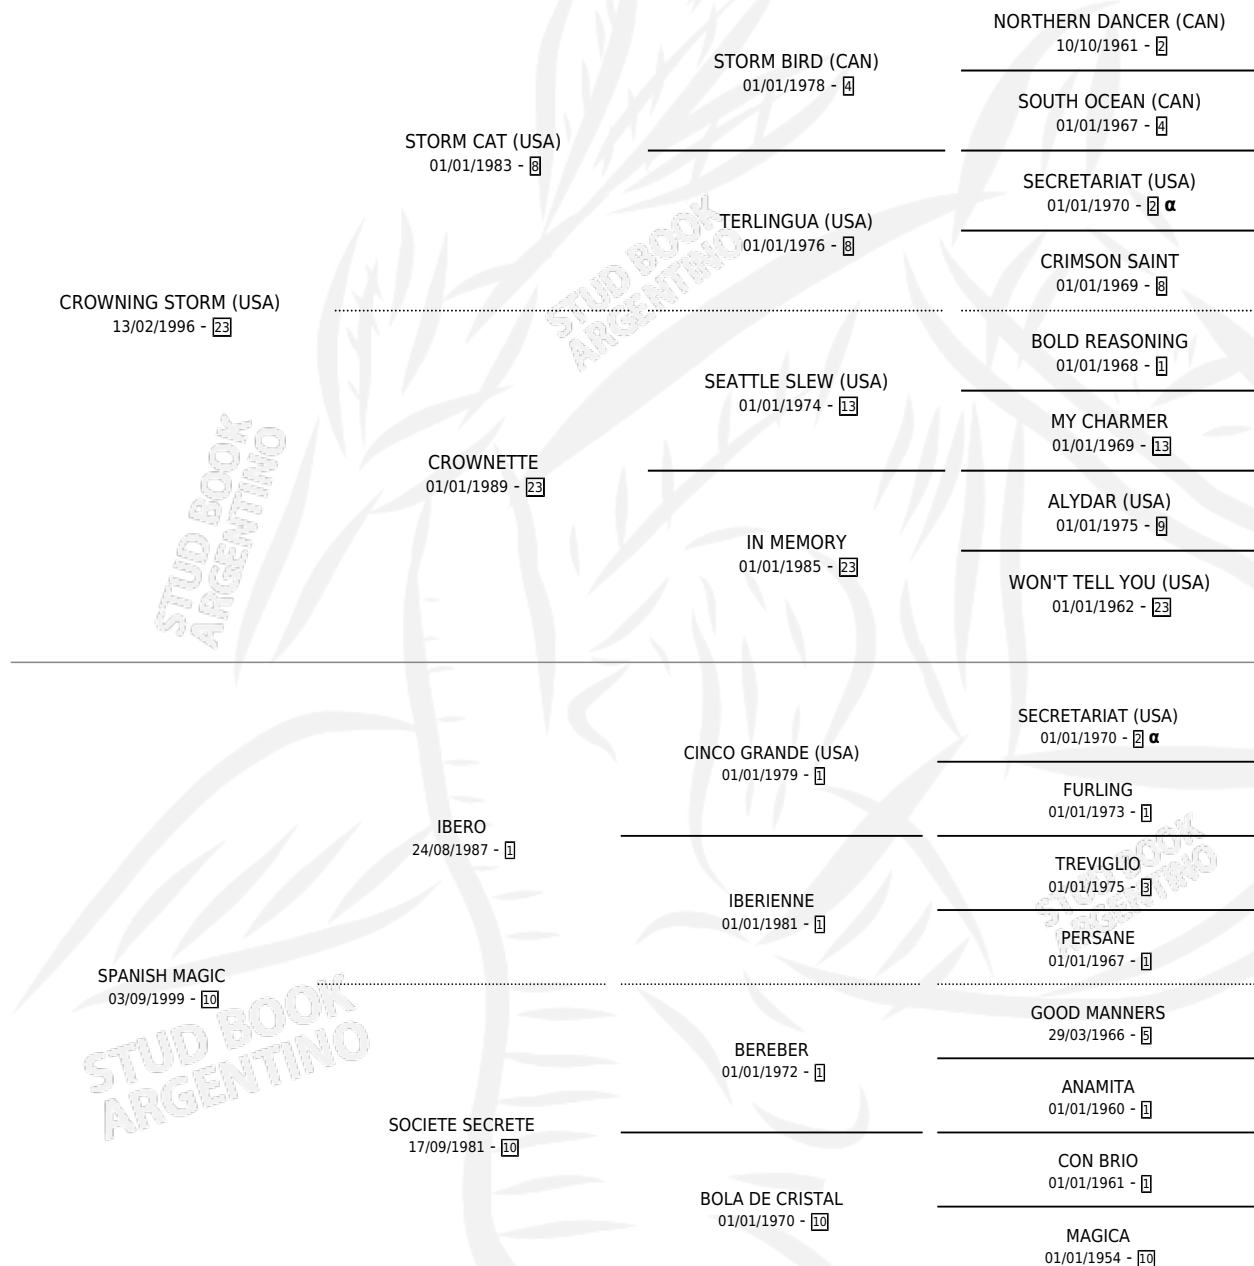 NORTHERN DANCER (CAN)
10/10/1961 - 2
STORM BIRD (CAN)
01/01/1978 - 4
SOUTH OCEAN (CAN)
01/01/1967 - 4
STORM CAT (USA)
01/01/1983 - 8
SECRETARIAT (USA)
01/01/1970 - 2 α
TERLINGUA (USA)
01/01/1976 - 8
CRIMSON SAINT
01/01/1969 - 8
CROWNING STORM (USA)
13/02/1996 - 23
BOLD REASONING
01/01/1968 - 1
SEATTLE SLEW (USA)
01/01/1974 - 13
MY CHARMER
01/01/1969 - 13
CROWNETTE
01/01/1989 - 23
ALYDAR (USA)
01/01/1975 - 9
IN MEMORY
01/01/1985 - 23
WON'T TELL YOU (USA)
01/01/1962 - 23
SECRETARIAT (USA)
01/01/1970 - 2 α
CINCO GRANDE (USA)
01/01/1979 - 1
FURLING
01/01/1973 - 1
IBERO
24/08/1987 - 1
TREVIGLIO
01/01/1975 - 3
IBERIENNE
01/01/1981 - 1
PERSANE
01/01/1967 - 1
SPANISH MAGIC
03/09/1999 - 10
GOOD MANNERS
29/03/1966 - 5
BEREBER
01/01/1972 - 1
ANAMITA
01/01/1960 - 1
SOCIETE SECRETE
17/09/1981 - 10
CON BRIO
01/01/1961 - 1
BOLA DE CRISTAL
01/01/1970 - 10
MAGICA
01/01/1954 - 10
STUD BOOK
ARGENTINO
STUD BOOK
ARGENTINO
STUD BOOK
ARGENTINO
STUD BOOK
ARGENTINO